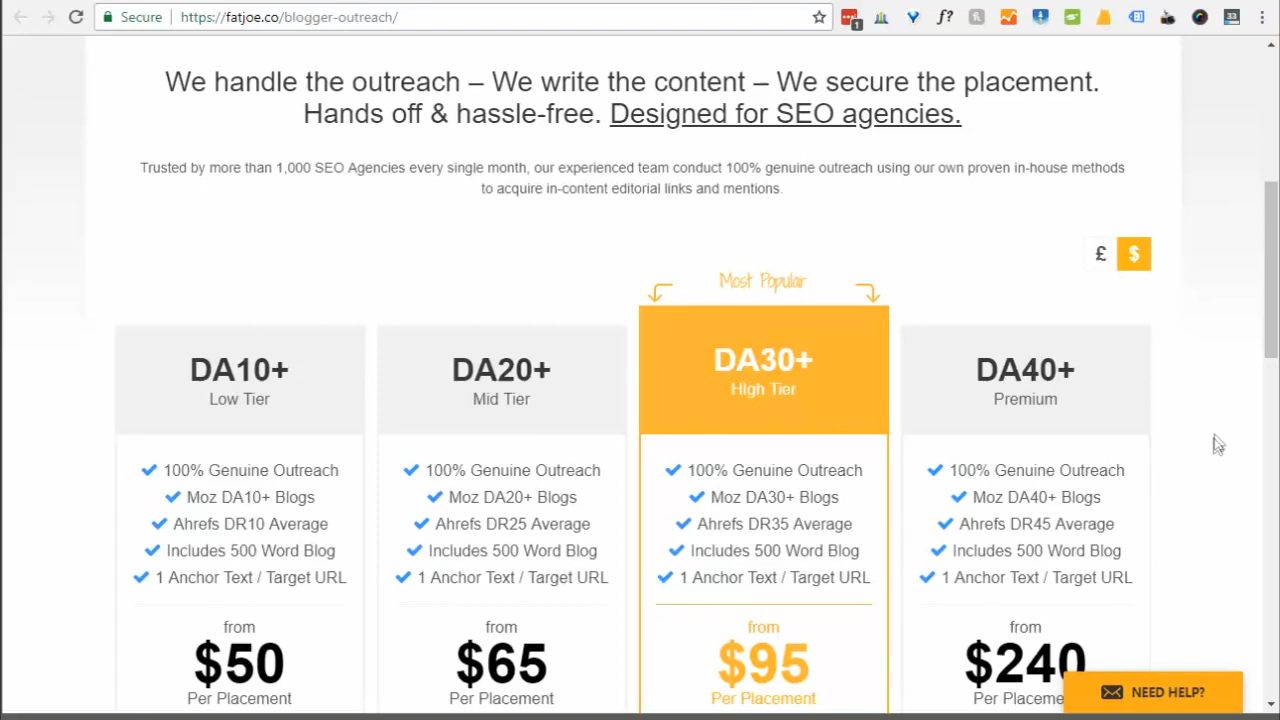 Secure
https://fatjoe.co/blogger-outreach/
1
f?
33
We handle the outreach – We write the content – We secure the placement.
Hands off & hassle-free. Designed for SEO agencies.
Trusted by more than 1,000 SEO Agencies every single month, our experienced team conduct 100% genuine outreach using our own proven in-house methods
to acquire in-content editorial links and mentions.
£ $
Most Popular
DA10+
Low Tier
100% Genuine Outreach
Moz DA10+ Blogs
Ahrefs DR10 Average
Includes 500 Word Blog
1 Anchor Text / Target URL
from
$50
Per Placement
DA20+
Mid Tier
100% Genuine Outreach
Moz DA20+ Blogs
Ahrefs DR25 Average
Includes 500 Word Blog
1 Anchor Text / Target URL
from
$65
Per Placement
DA30+
HIgh Tier
100% Genuine Outreach
Moz DA30+ Blogs
Ahrefs DR35 Average
Includes 500 Word Blog
1 Anchor Text / Target URL
from
$95
Per Placement
DA40+
Premium
100% Genuine Outreach
Moz DA40+ Blogs
Ahrefs DR45 Average
Includes 500 Word Blog
1 Anchor Text / Target URL
from
$240
Per Placeme
NEED HELP?